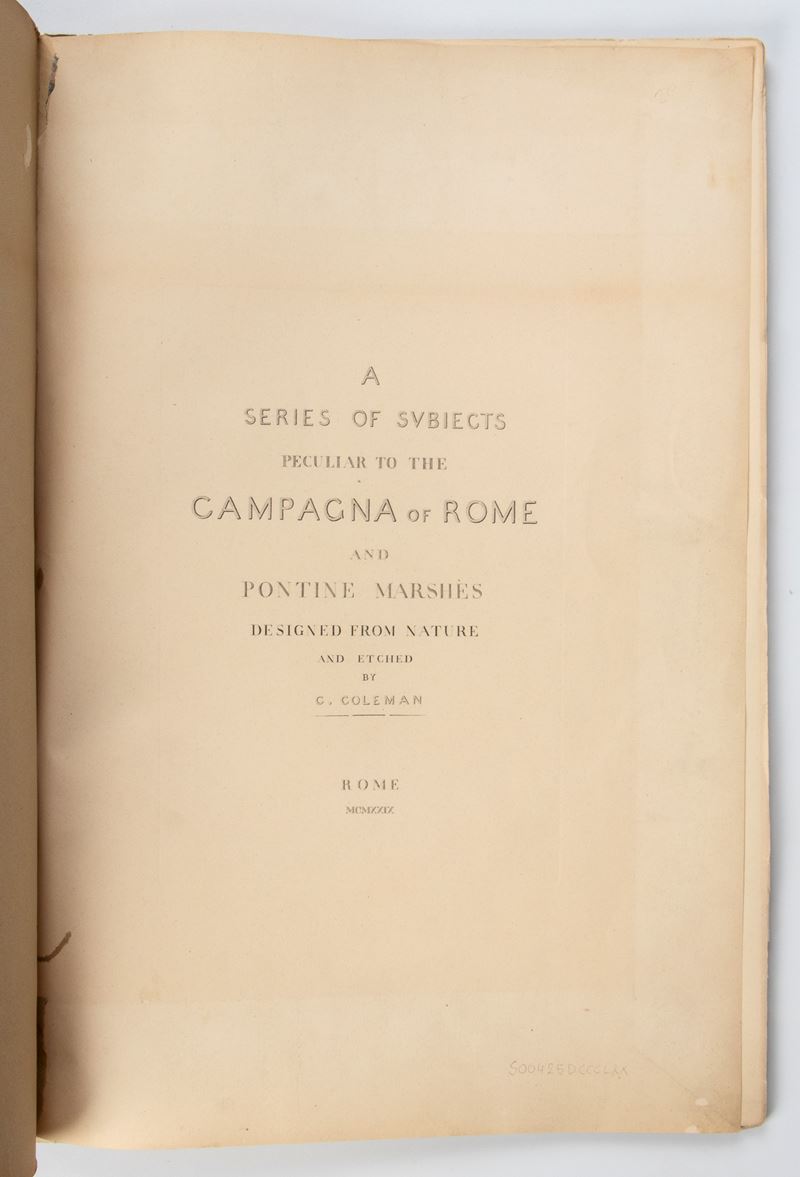 A
SERIES OF SVBIECTS
PECULIAR TO THE
CAMPAGNA OF ROME
AND
PONTINE MARSHÈS
DESIGNED FROM NATURE
AND ETCHED
BY
C. COLEMAN
ROME
MCMXXIX